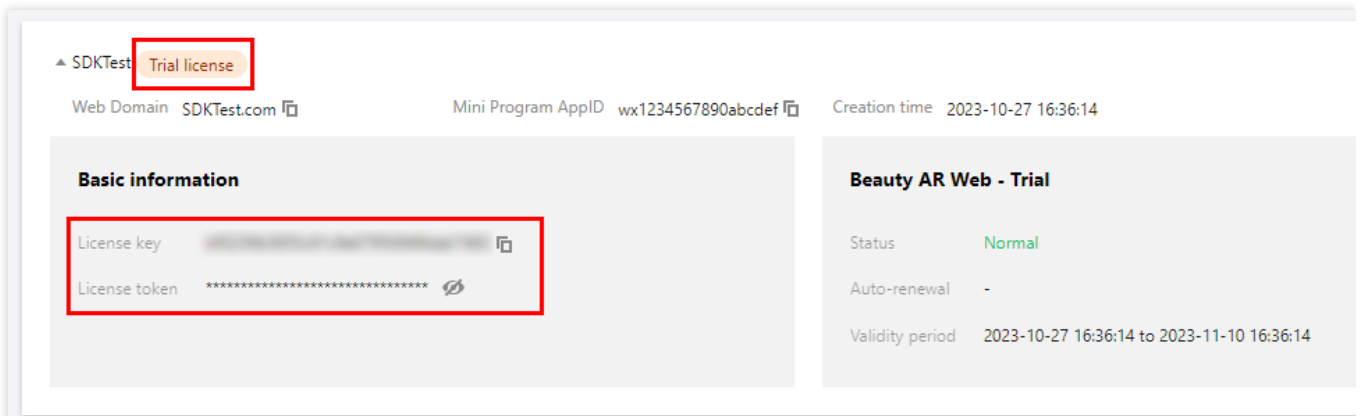 SDKTest Trial license
Web Domain SDKTest.com Mini Program AppID wx1234567890abcdef Creation time 2023-10-27 16:36:14
Basic information
License key
License token ********************************
Beauty AR Web - Trial
Status Normal
Auto-renewal -
Validity period 2023-10-27 16:36:14 to 2023-11-10 16:36:14